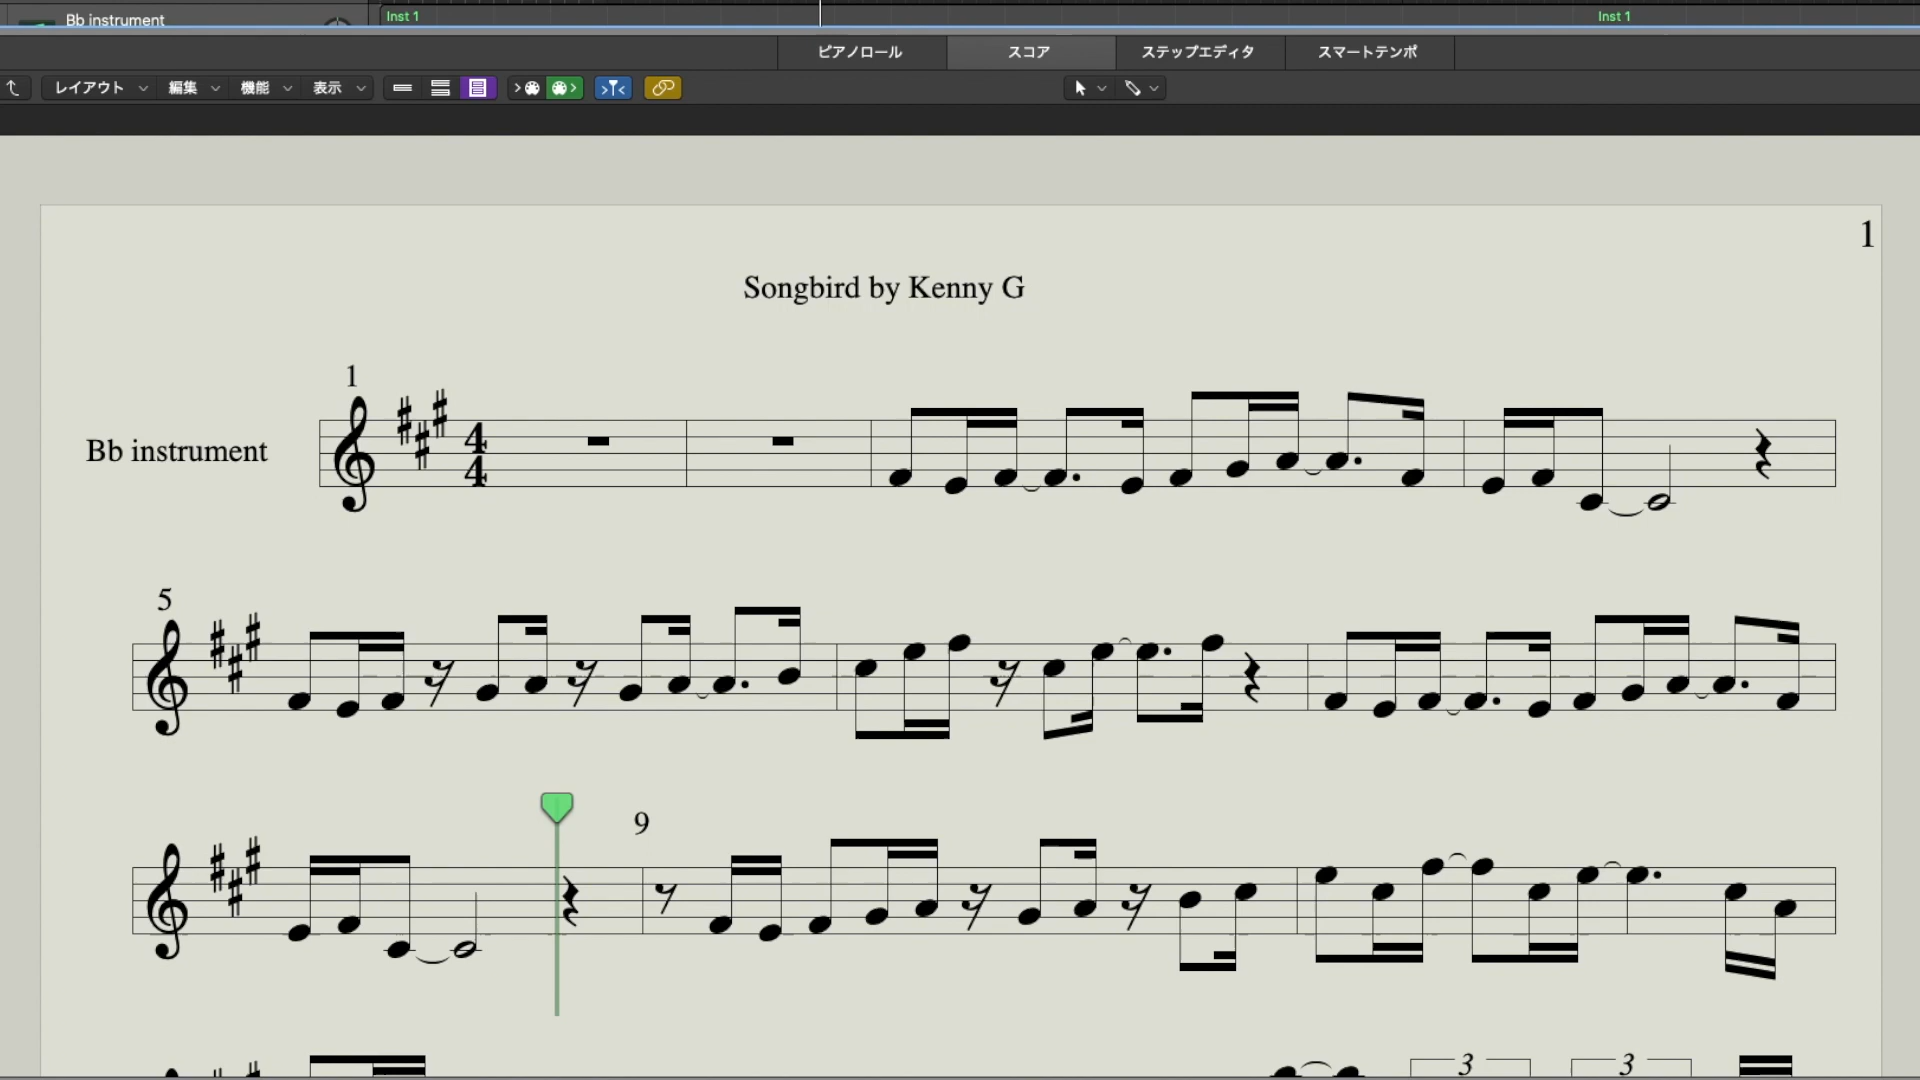 Bb instrument
Inst 1
Inst 1
ピアノロール
スコア
ステップエディタ
スマートテンポ
レイアウト
編集
機能
表示
1
Songbird by Kenny G
1
Bb instrument
4
4
5
9
3
3